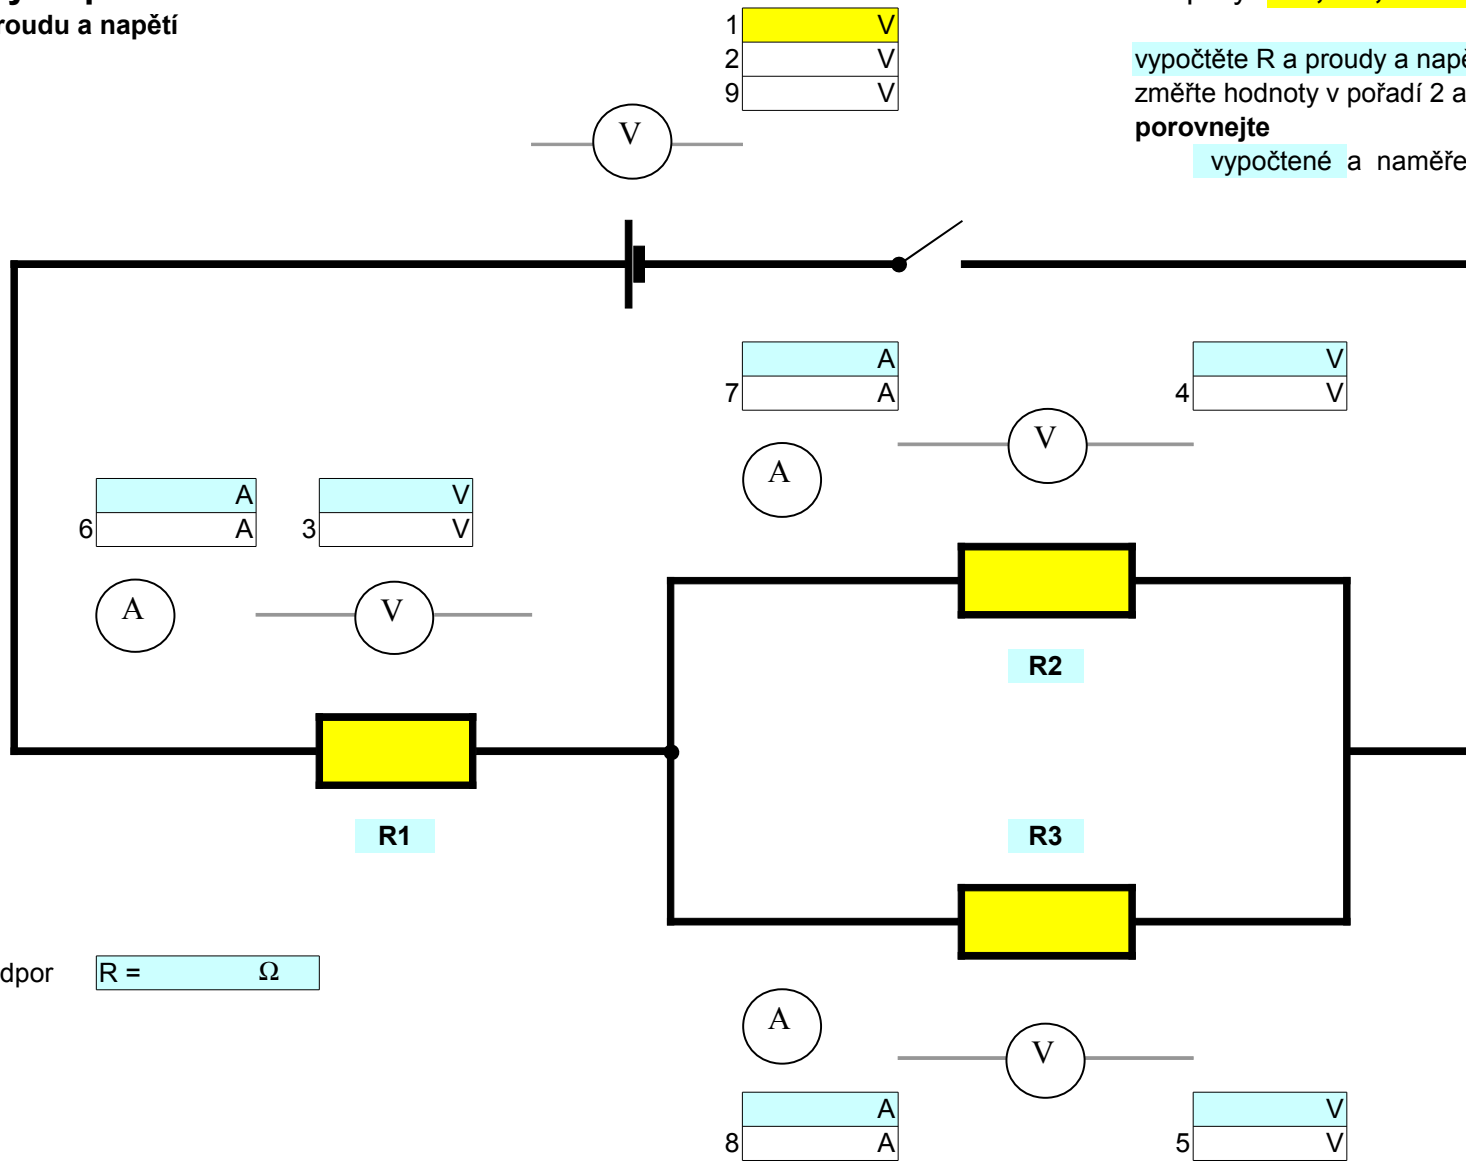 roudu a napětí
1 V
2 V
9 V
vypočtěte R a proudy a napě
změřte hodnoty v pořadí 2 a
porovnejte
vypočtené a naměře
V
A
7 A
V
4 V
V
A
A
6 A
V
3 V
A
V
R2
R1
R3
dpor R = Ω
A
V
A
8 A
V
5 V